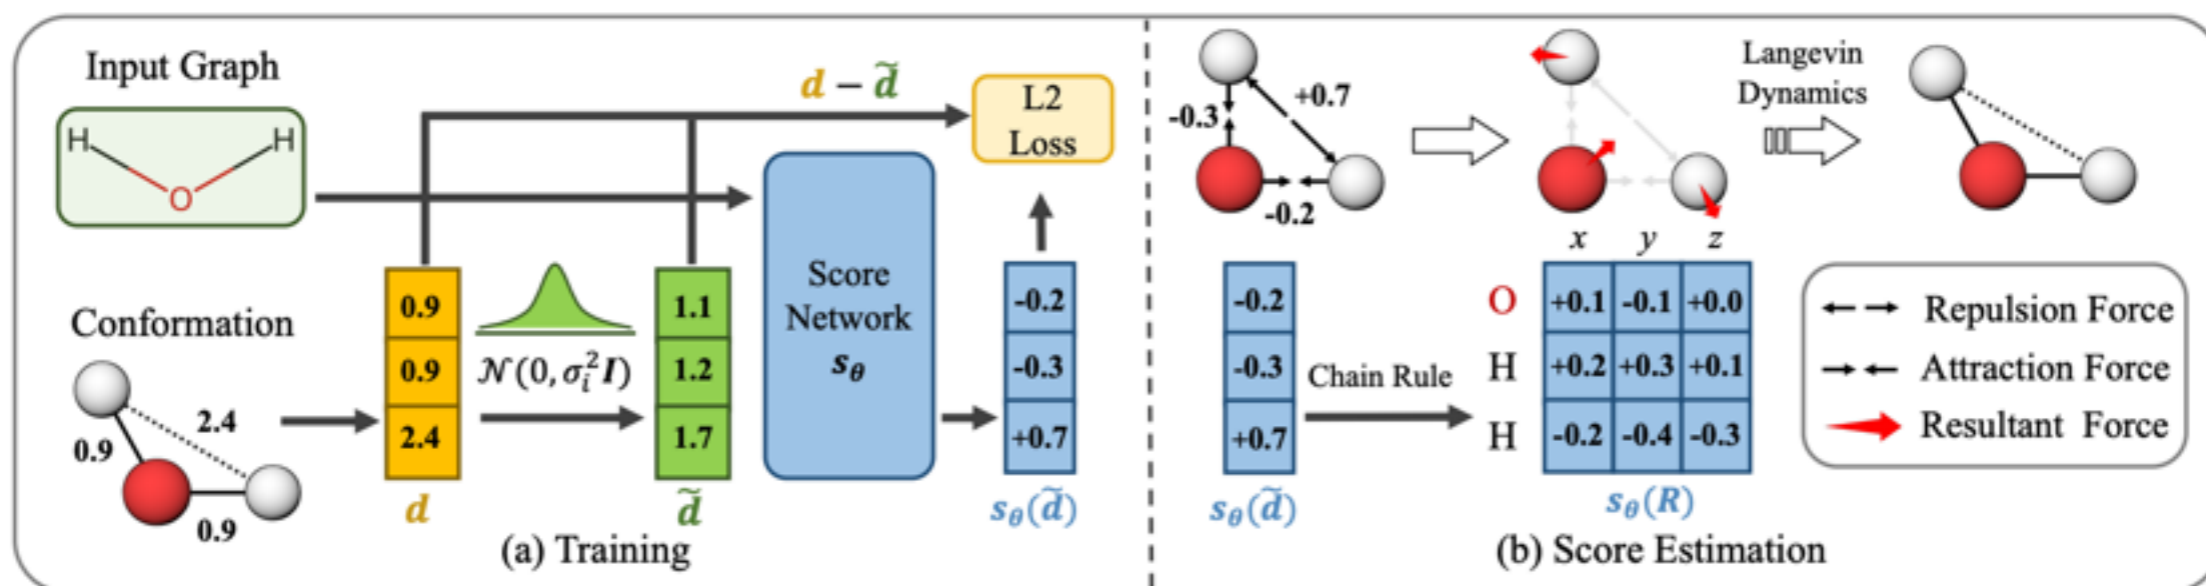 Input Graph
H H
O
Conformation
2.4
0.9
0.9
0.9
0.9
2.4
d
𝒩(0, σᵢ²I)
1.1
1.2
1.7
d̃
d − d̃
L2
Loss
Score
Network
s_θ
-0.2
-0.3
+0.7
s_θ(d̃)
(a) Training
-0.3
+0.7
-0.2
Langevin
Dynamics
-0.2
-0.3
+0.7
s_θ(d̃)
Chain Rule
x y z
O +0.1 -0.1 +0.0
H +0.2 +0.3 +0.1
H -0.2 -0.4 -0.3
s_θ(R)
Repulsion Force
Attraction Force
Resultant Force
(b) Score Estimation